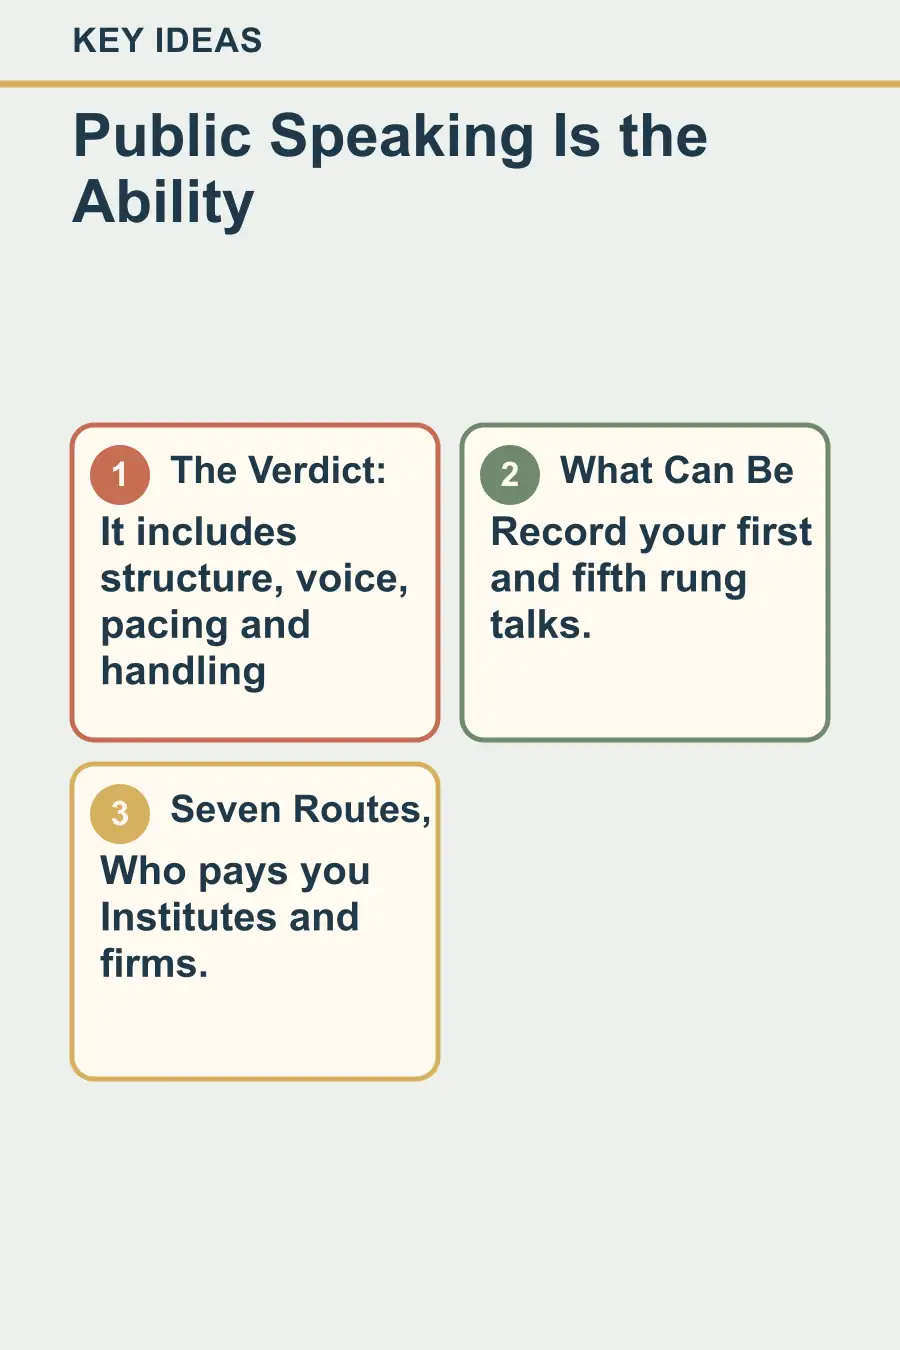 KEY IDEAS
Public Speaking Is the
Ability
1 The Verdict:
It includes
structure, voice,
pacing and
handling
2 What Can Be
Record your first
and fifth rung
talks.
3 Seven Routes,
Who pays you
Institutes and
firms.